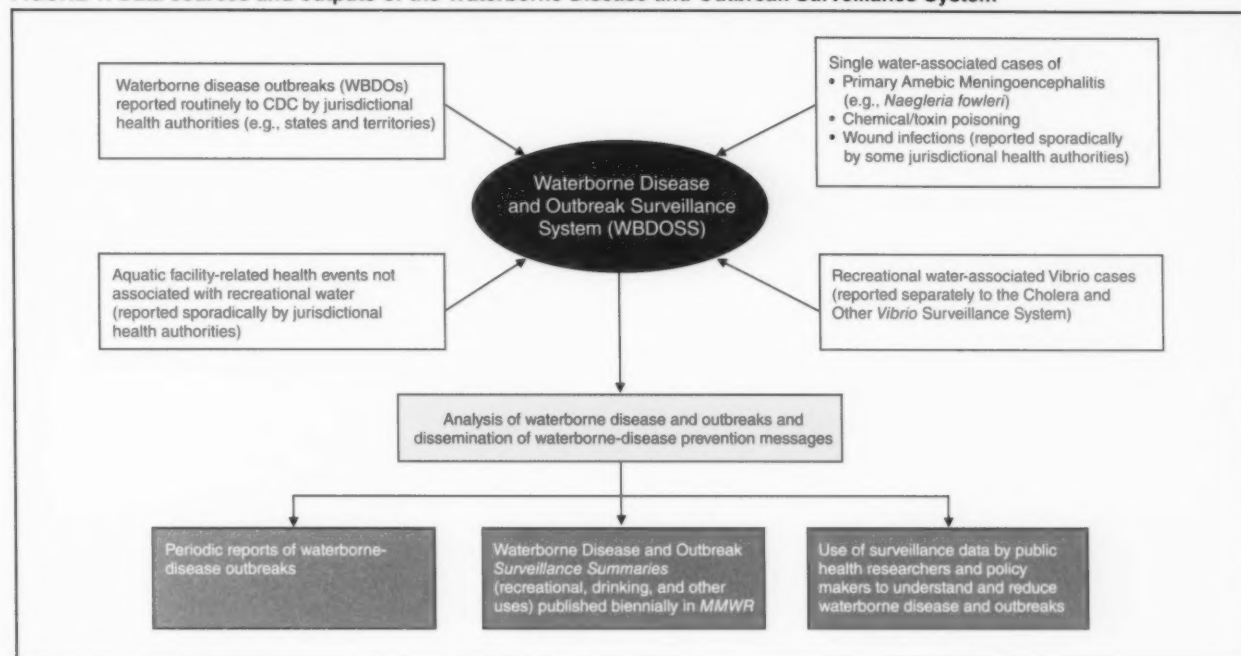 Waterborne disease outbreaks (WBDOs)
reported routinely to CDC by jurisdictional
health authorities (e.g., states and territories)
Single water-associated cases of
• Primary Amebic Meningoencephalitis
(e.g., Naegleria fowleri)
• Chemical/toxin poisoning
• Wound infections (reported sporadically
by some jurisdictional health authorities)
Waterborne Disease
and Outbreak Surveillance
System (WBDOSS)
Aquatic facility-related health events not
associated with recreational water
(reported sporadically by jurisdictional
health authorities)
Recreational water-associated Vibrio cases
(reported separately to the Cholera and
Other Vibrio Surveillance System)
Analysis of waterborne disease and outbreaks and
dissemination of waterborne-disease prevention messages
Periodic reports of waterborne-
disease outbreaks
Waterborne Disease and Outbreak
Surveillance Summaries
(recreational, drinking, and other
uses) published biennially in MMWR
Use of surveillance data by public
health researchers and policy
makers to understand and reduce
waterborne disease and outbreaks